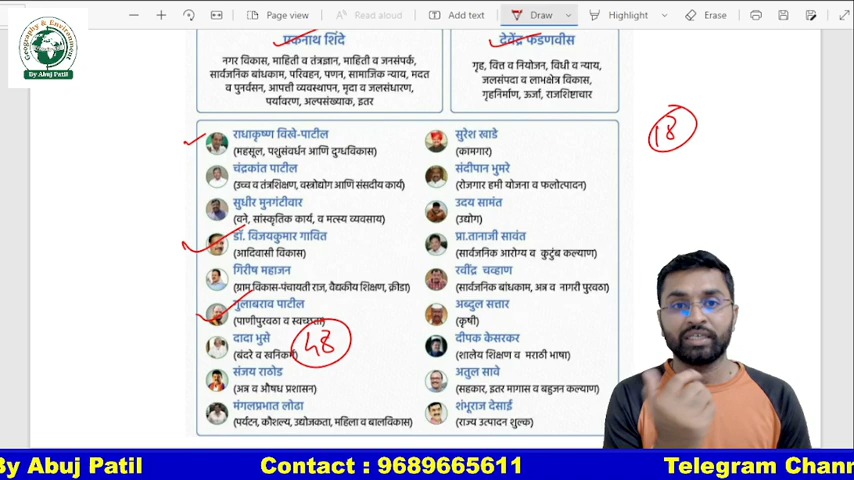 Page view
Read aloud
Add text
Draw
Highlight
Erase
Geography & Environment
By Abuj Patil
एकनाथ शिंदे
नगर विकास, माहिती व तंत्रज्ञान, माहिती व जनसंपर्क,
सार्वजनिक बांधकाम, परिवहन, पणन, सामाजिक न्याय, मदत
व पुनर्वसन, आपत्ती व्यवस्थापन, मृदा व जलसंधारण,
पर्यावरण, अल्पसंख्याक, इतर
देवेंद्र फडणवीस
गृह, वित्त व नियोजन, विधी व न्याय,
जलसंपदा व लाभक्षेत्र विकास,
गृहनिर्माण, ऊर्जा, राजशिष्टाचार
18
राधाकृष्ण विखे-पाटील
(महसूल, पशुसंवर्धन आणि दुग्धविकास)
चंद्रकांत पाटील
(उच्च व तंत्रशिक्षण, वस्त्रोद्योग आणि संसदीय कार्य)
सुधीर मुनगंटीवार
(वने, सांस्कृतिक कार्य, व मत्स्य व्यवसाय)
डॉ. विजयकुमार गावित
(आदिवासी विकास)
गिरीष महाजन
(ग्राम विकास-पंचायती राज, वैद्यकीय शिक्षण, क्रीडा)
गुलाबराव पाटील
(पाणीपुरवठा व स्वच्छता)
दादा भुसे
(बंदरे व खनिकर्म)
48
संजय राठोड
(अन्न व औषध प्रशासन)
मंगलप्रभात लोढा
(पर्यटन, कौशल्य, उद्योजकता, महिला व बालविकास)
सुरेश खाडे
(कामगार)
संदीपान भुमरे
(रोजगार हमी योजना व फलोत्पादन)
उदय सामंत
(उद्योग)
प्रा.तानाजी सावंत
(सार्वजनिक आरोग्य व कुटुंब कल्याण)
रवींद्र चव्हाण
(सार्वजनिक बांधकाम, अन्न व नागरी पुरवठा)
अब्दुल सत्तार
(कृषी)
दीपक केसरकर
(शालेय शिक्षण व मराठी भाषा)
अतुल सावे
(सहकार, इतर मागास व बहुजन कल्याण)
शंभूराज देसाई
(राज्य उत्पादन शुल्क)
By Abuj Patil Contact : 9689665611 Telegram Chann